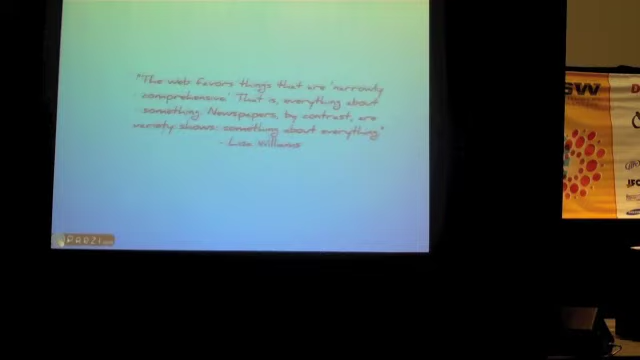 "The web favors things that are 'narrowly
comprehensive'. That is, everything about
something. Newspapers, by contrast, are
variety shows: something about everything."
- Lisa Williams
PREZI
SW